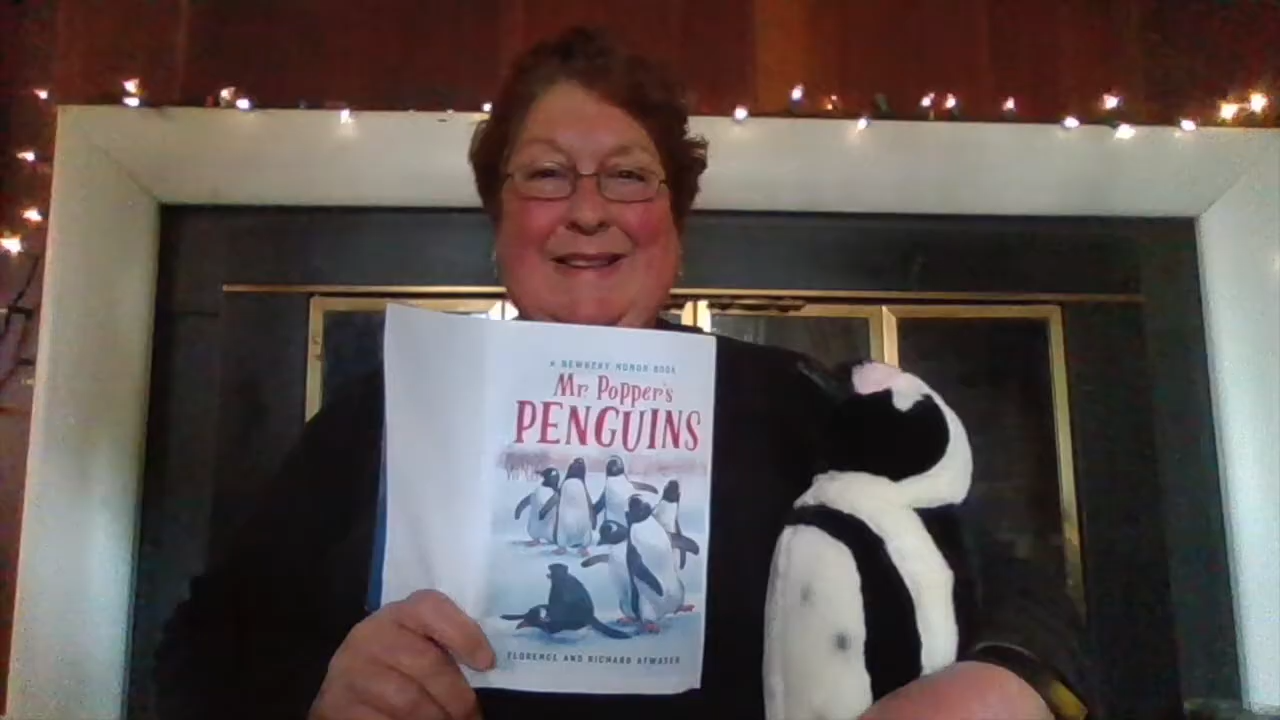 A NEWBERY HONOR BOOK
Mr. Popper's
PENGUINS
FLORENCE AND RICHARD ATWATER